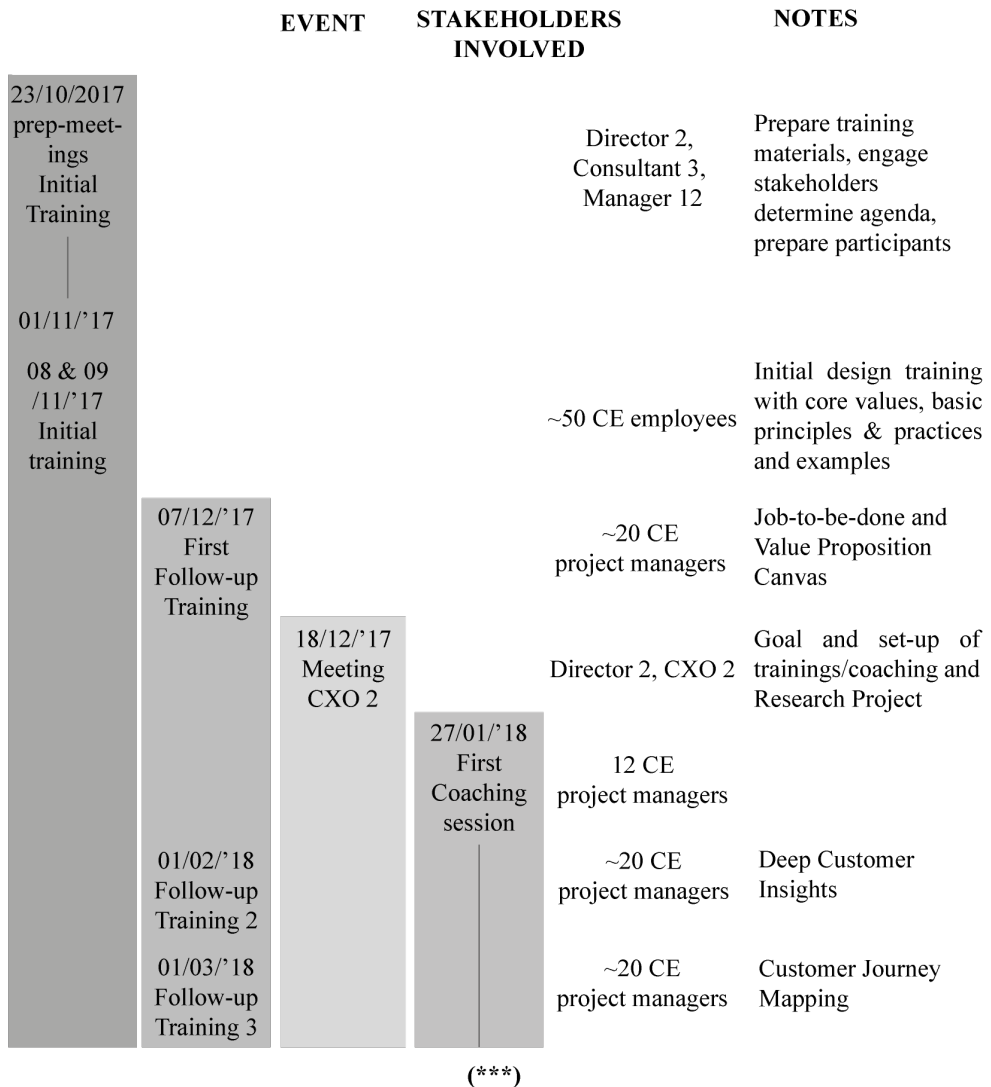 EVENT
STAKEHOLDERS
INVOLVED
NOTES
23/10/2017
prep-meet-
ings
Initial
Training
01/11/’17
Director 2,
Consultant 3,
Manager 12
Prepare training
materials, engage
stakeholders
determine agenda,
prepare participants
08 & 09
/11/’17
Initial
training
~50 CE employees
Initial design training
with core values, basic
principles & practices
and examples
07/12/’17
First
Follow-up
Training
~20 CE
project managers
Job-to-be-done and
Value Proposition
Canvas
18/12/’17
Meeting
CXO 2
Director 2, CXO 2
Goal and set-up of
trainings/coaching and
Research Project
27/01/’18
First
Coaching
session
12 CE
project managers
01/02/’18
Follow-up
Training 2
~20 CE
project managers
Deep Customer
Insights
01/03/’18
Follow-up
Training 3
~20 CE
project managers
Customer Journey
Mapping
(***)